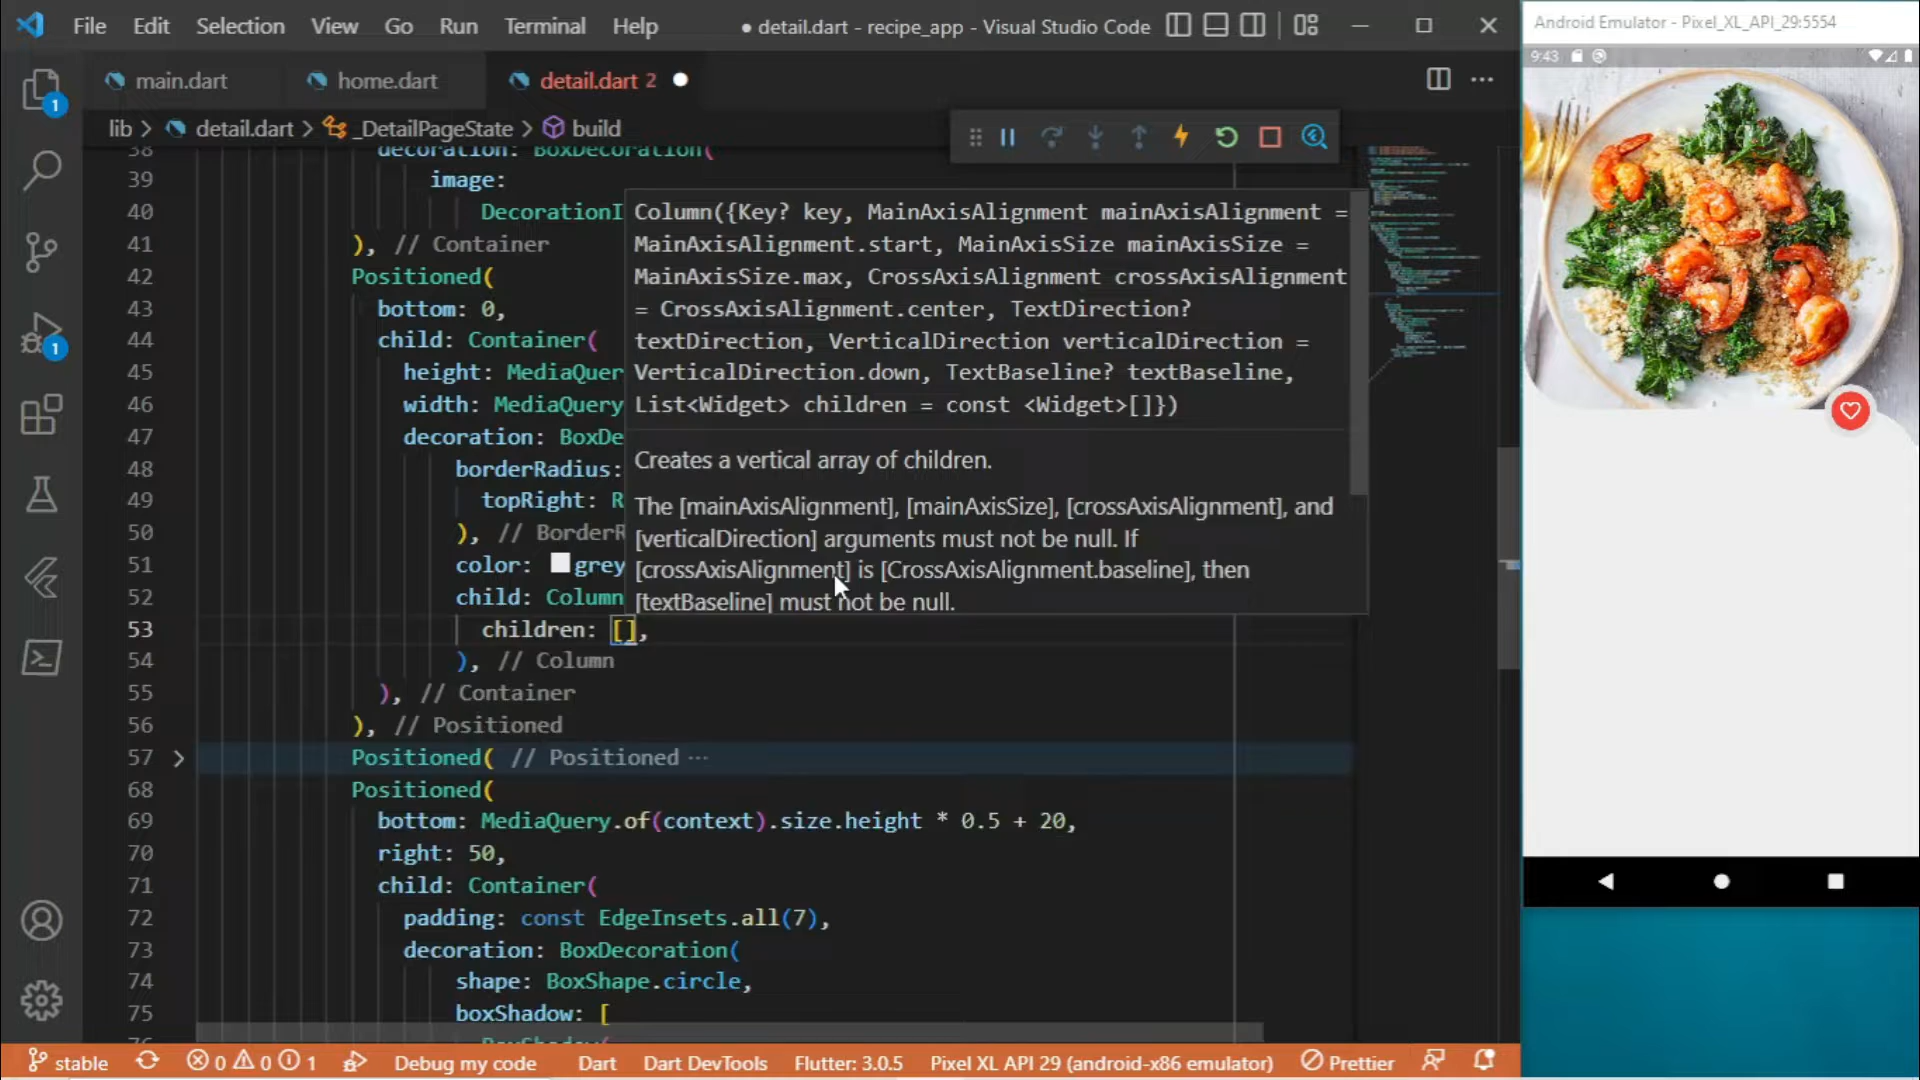 File Edit Selection View Go Run Terminal Help
● detail.dart - recipe_app - Visual Studio Code
main.dart
home.dart
detail.dart 2
lib > detail.dart > _DetailPageState > build
38 decoration: BoxDecoration(
39 image:
40 DecorationI
41 ), // Container
42 Positioned(
43 bottom: 0,
44 child: Container(
45 height: MediaQuer
46 width: MediaQuery
47 decoration: BoxDe
48 borderRadius:
49 topRight: R
50 ), // BorderR
51 color: grey
52 child: Column
53 children: [],
54 ), // Column
55 ), // Container
56 ), // Positioned
57 Positioned( // Positioned ···
68 Positioned(
69 bottom: MediaQuery.of(context).size.height * 0.5 + 20,
70 right: 50,
71 child: Container(
72 padding: const EdgeInsets.all(7),
73 decoration: BoxDecoration(
74 shape: BoxShape.circle,
75 boxShadow: [
76 BoxShadow(
Column({Key? key, MainAxisAlignment mainAxisAlignment =
MainAxisAlignment.start, MainAxisSize mainAxisSize =
MainAxisSize.max, CrossAxisAlignment crossAxisAlignment
= CrossAxisAlignment.center, TextDirection?
textDirection, VerticalDirection verticalDirection =
VerticalDirection.down, TextBaseline? textBaseline,
List<Widget> children = const <Widget>[]})
Creates a vertical array of children.
The [mainAxisAlignment], [mainAxisSize], [crossAxisAlignment], and
[verticalDirection] arguments must not be null. If
[crossAxisAlignment] is [CrossAxisAlignment.baseline], then
[textBaseline] must not be null.
1
1
stable 0 0 1 Debug my code Dart Dart DevTools Flutter: 3.0.5 Pixel XL API 29 (android-x86 emulator) Prettier
Android Emulator - Pixel_XL_API_29:5554
9:43